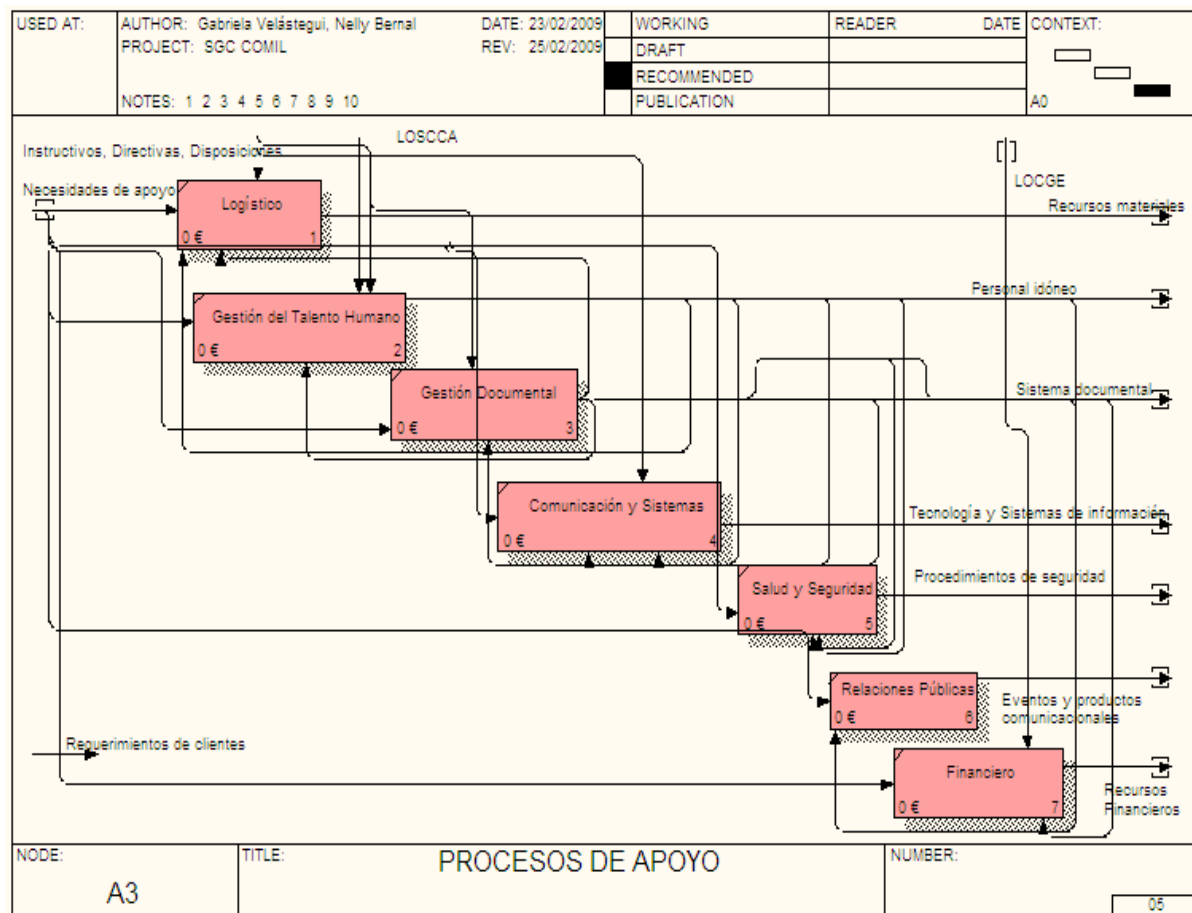 USED AT:
AUTHOR: Gabriela Velástegui, Nelly Bernal
DATE: 23/02/2009
PROJECT: SGC COMIL
REV: 25/02/2009
NOTES: 1 2 3 4 5 6 7 8 9 10
WORKING
DRAFT
RECOMMENDED
PUBLICATION
READER
DATE
CONTEXT:
A0
LOSCCA
Instructivos, Directivas, Disposiciones
LOCGE
Necesidades de apoyo
Logístico
0 €
1
Recursos materiales
Personal idóneo
Gestión del Talento Humano
0 €
2
Gestión Documental
0 €
3
Sistema documental
Comunicación y Sistemas
0 €
4
Tecnología y Sistemas de información
Salud y Seguridad
0 €
5
Procedimientos de seguridad
Relaciones Públicas
0 €
6
Eventos y productos
comunicacionales
Requerimientos de clientes
Financiero
0 €
7
Recursos
Financieros
NODE:
A3
TITLE:
PROCESOS DE APOYO
NUMBER:
05